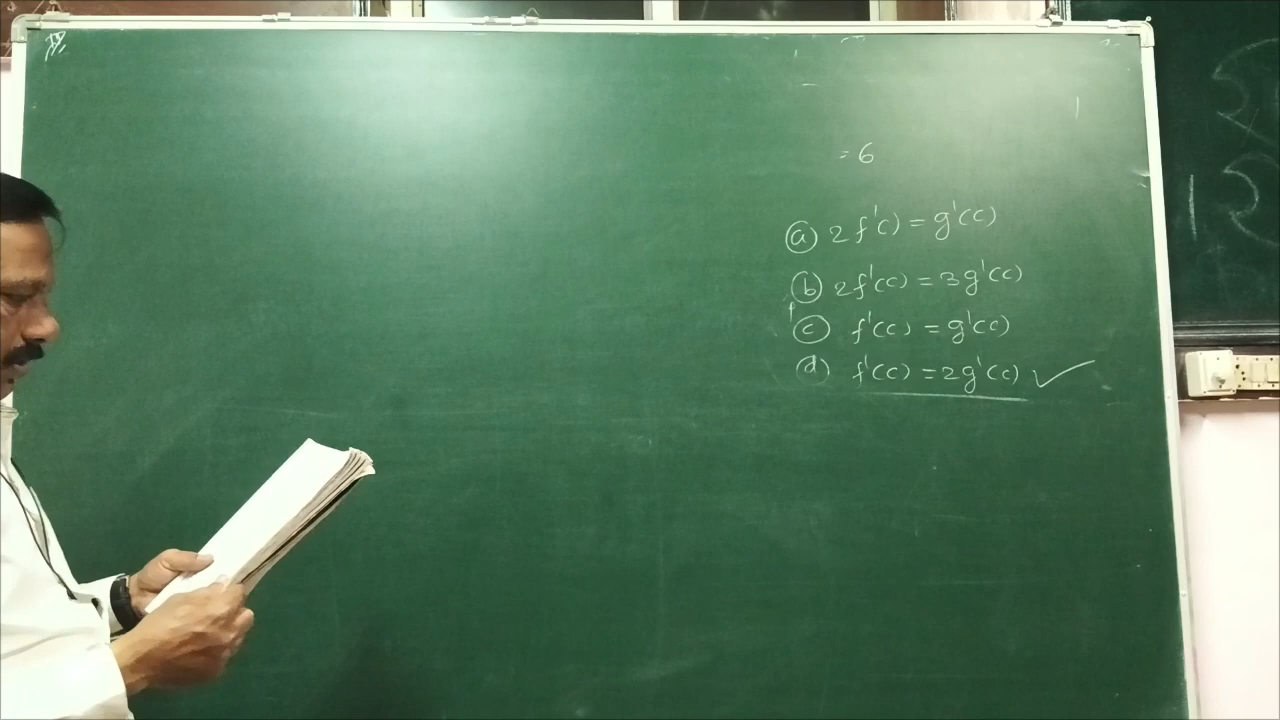 = 6
ⓐ 2f'(c) = g'(c)
ⓑ 2f'(c) = 3g'(c)
ⓒ f'(c) = g'(c)
ⓓ f'(c) = 2g'(c) ✓